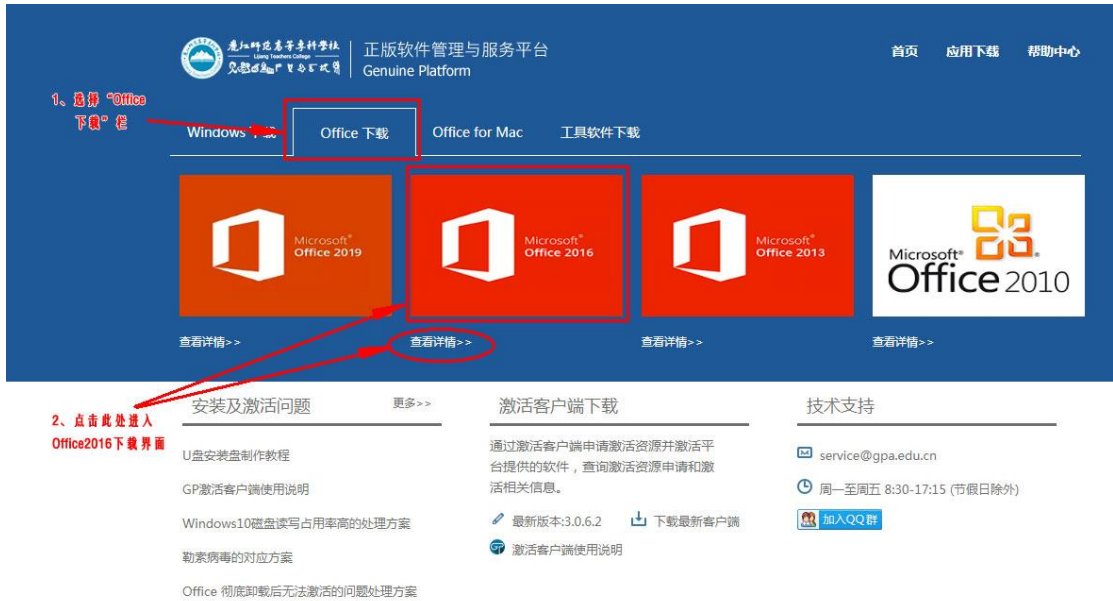 丽江师范高等专科学校
Lijiang Teachers College
正版软件管理与服务平台
Genuine Platform
首页 应用下载 帮助中心
1、选择“Office
下载”栏
Windows 下载 Office 下载 Office for Mac 工具软件下载
Microsoft®
Office 2019
Microsoft®
Office 2016
Microsoft®
Office 2013
Microsoft®
Office 2010
查看详情>> 查看详情>> 查看详情>> 查看详情>>
2、点击此处进入
Office2016下载界面
安装及激活问题 更多>>
U盘安装盘制作教程
GP激活客户端使用说明
Windows10磁盘读写占用率高的处理方案
勒索病毒的对应方案
Office 彻底卸载后无法激活的问题处理方案
激活客户端下载
通过激活客户端申请激活资源并激活平
台提供的软件，查询激活资源申请和激
活相关信息。
最新版本:3.0.6.2 下载最新客户端
激活客户端使用说明
技术支持
service@gpa.edu.cn
周一至周五 8:30-17:15 (节假日除外)
加入QQ群